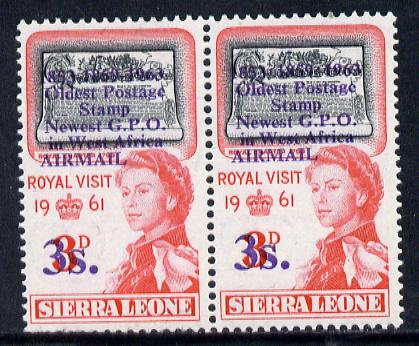 1853-1859-1963
Oldest Postage
Stamp
Newest G.P.O.
in West Africa
AIRMAIL
ROYAL VISIT
19 61
3D
3s.
SIERRA LEONE
1853-1859-1963
Oldest Postage
Stamp
Newest G.P.O.
in West Africa
AIRMAIL
ROYAL VISIT
19 61
3D
3s.
SIERRA LEONE